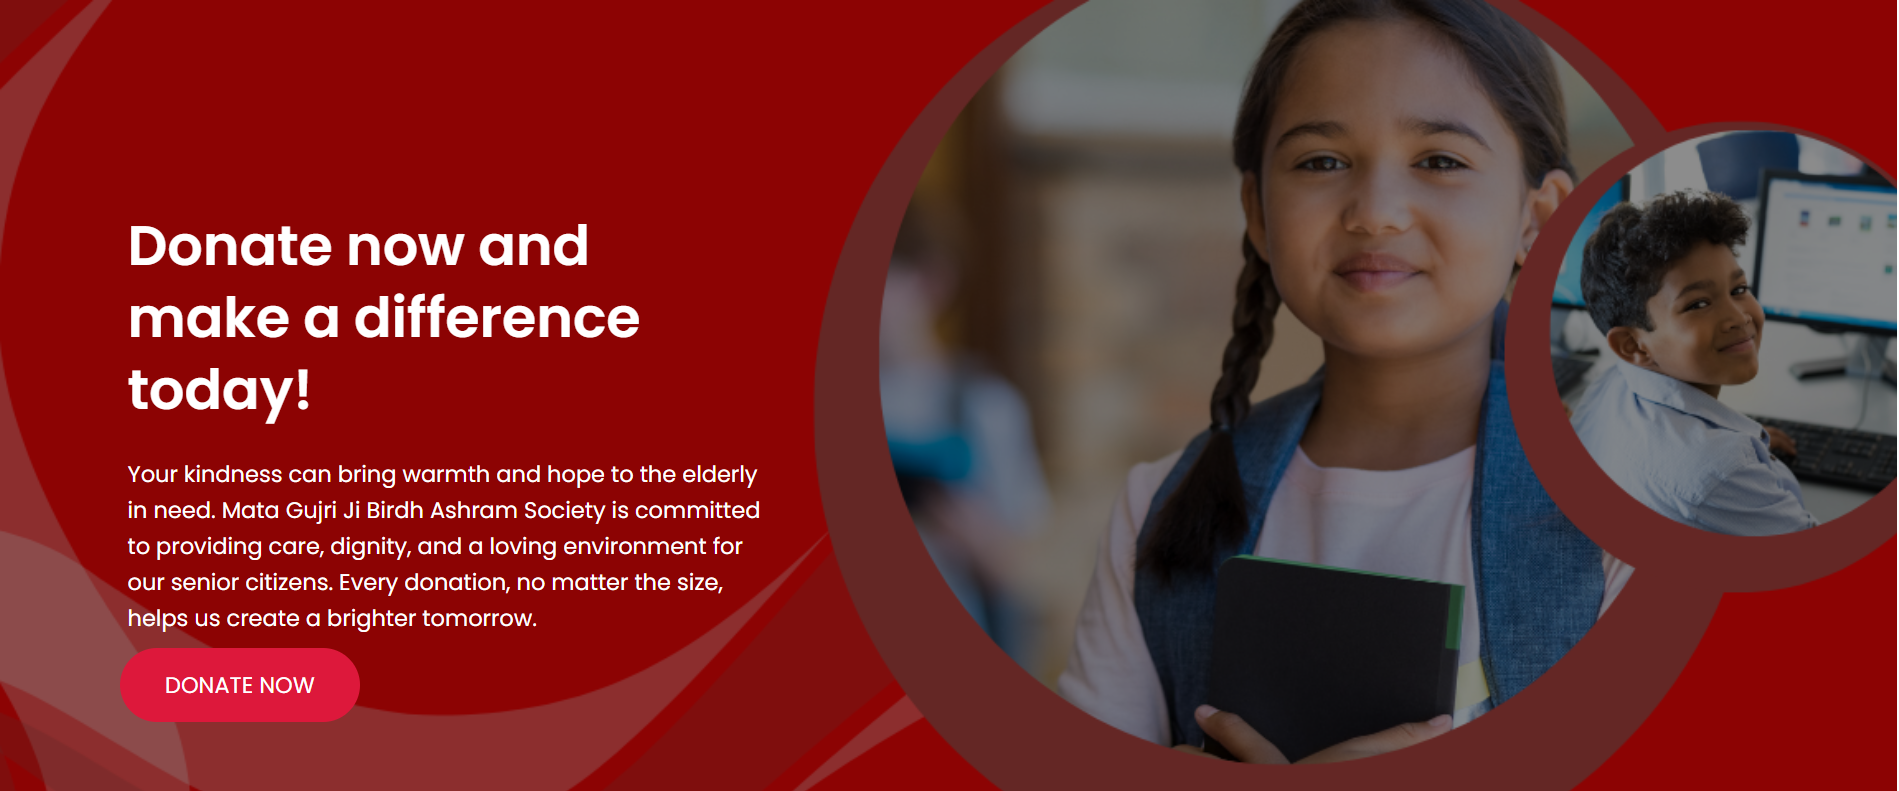 Donate now and
make a difference
today!
Your kindness can bring warmth and hope to the elderly
in need. Mata Gujri Ji Birdh Ashram Society is committed
to providing care, dignity, and a loving environment for
our senior citizens. Every donation, no matter the size,
helps us create a brighter tomorrow.
DONATE NOW